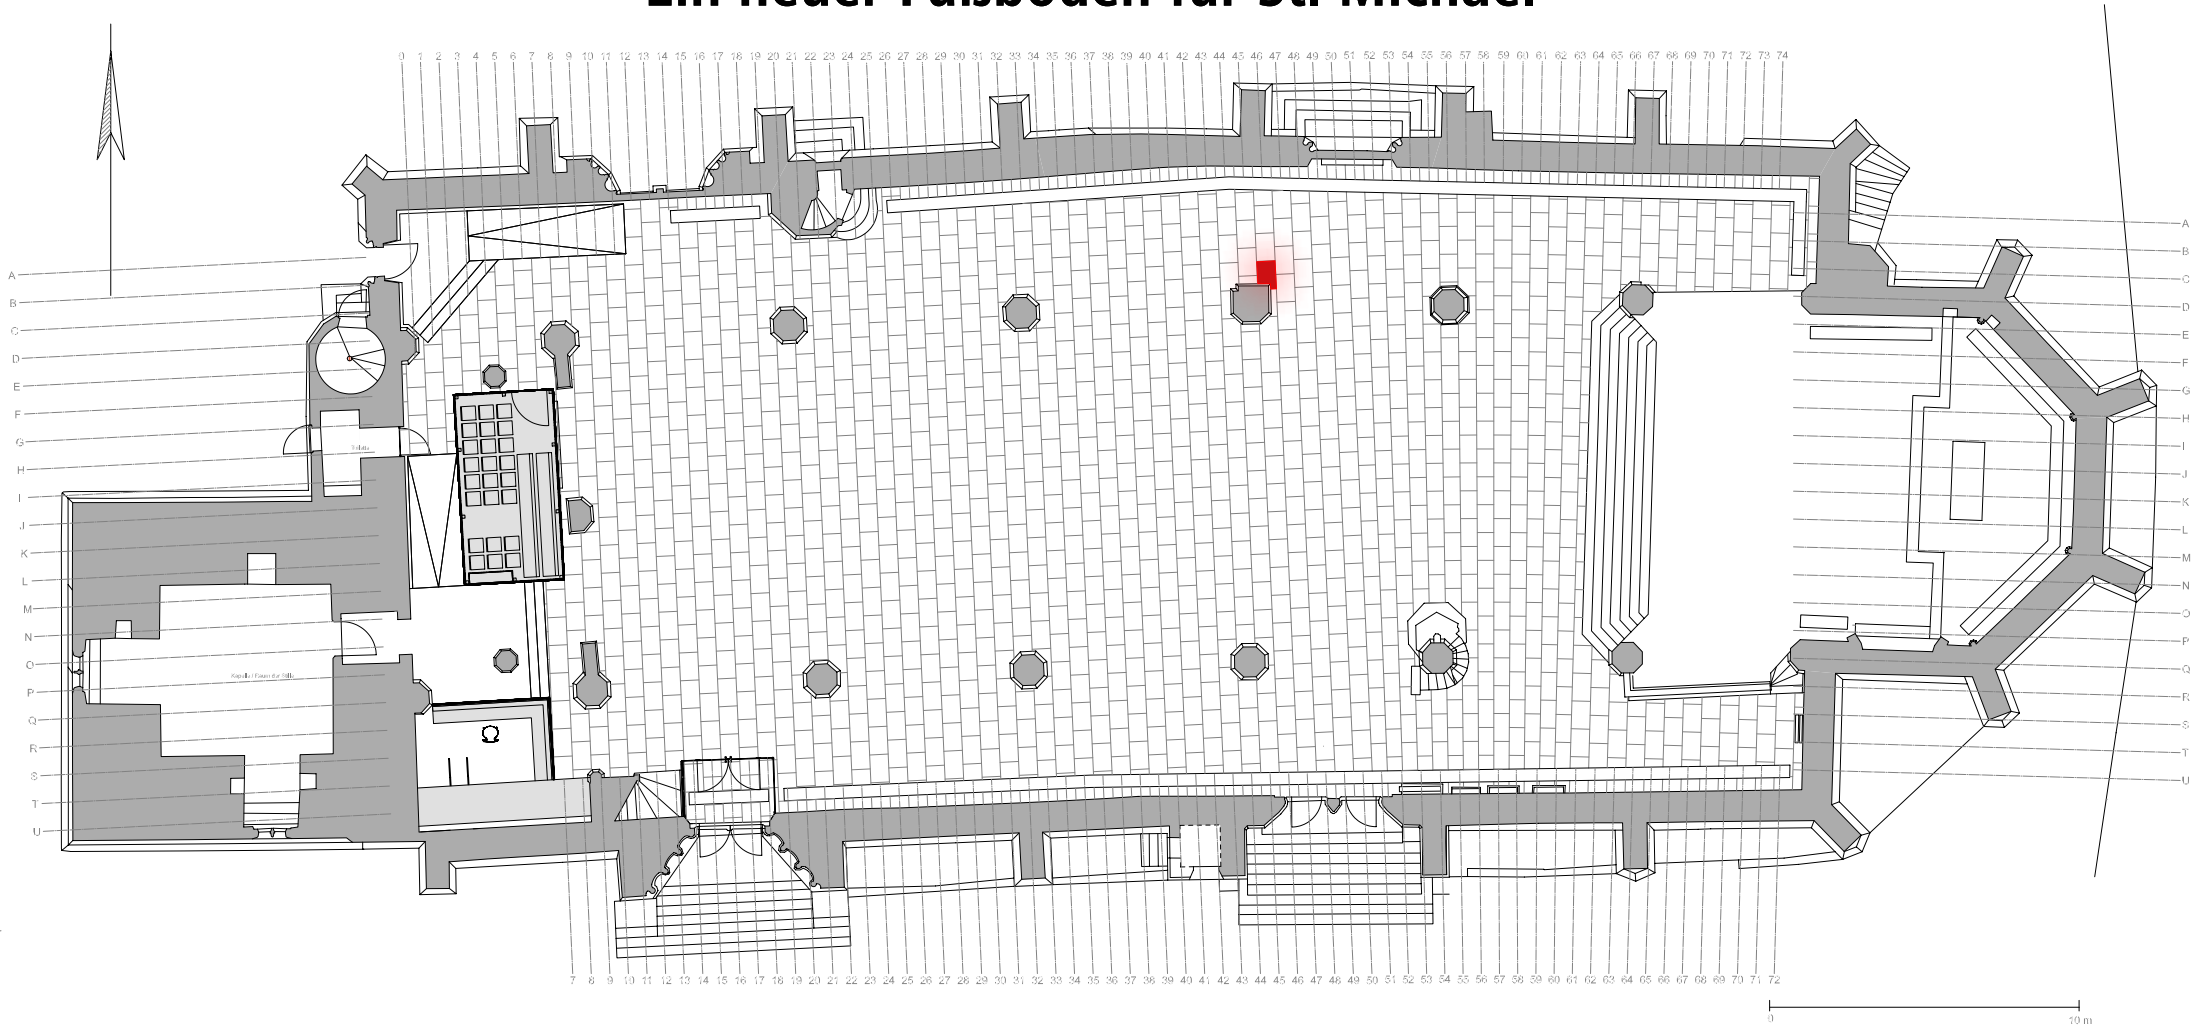 Ein neuer Fußboden für St. Michael
0 1 2 3 4 5 6 7 8 9 10 11 12 13 14 15 16 17 18 19 20 21 22 23 24 25 26 27 28 29 30 31 32 33 34 35 36 37 38 39 40 41 42 43 44 45 46 47 48 49 50 51 52 53 54 55 56 57 58 59 60 61 62 63 64 65 66 67 68 69 70 71 72 73 74
A
B
C
D
E
F
G
H
I
J
K
L
M
N
O
P
Q
R
S
T
U
Kapelle / Raum der Stille
A
B
C
D
E
F
G
H
I
J
K
L
M
N
O
P
Q
R
S
T
U
7 8 9 10 11 12 13 14 15 16 17 18 19 20 21 22 23 24 25 26 27 28 29 30 31 32 33 34 35 36 37 38 39 40 41 42 43 44 45 46 47 48 49 50 51 52 53 54 55 56 57 58 59 60 61 62 63 64 65 66 67 68 69 70 71 72
0 10 m